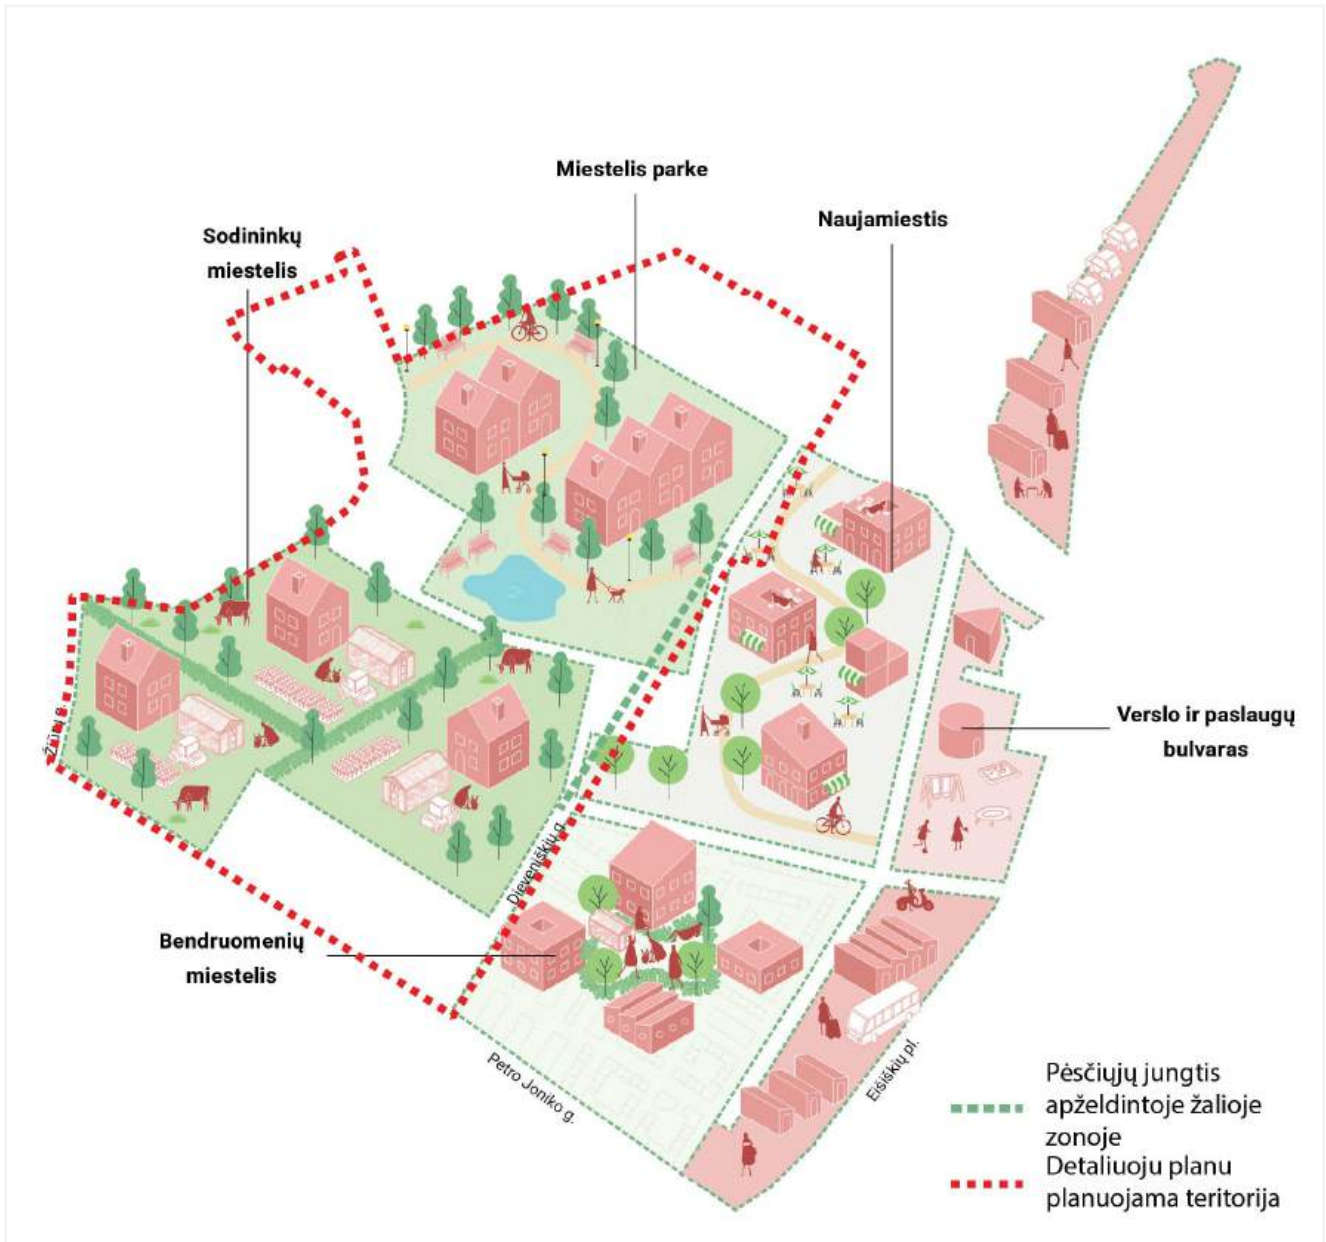 Miestelis parke
Naujamiestis
Sodininkų
miestelis
Verslo ir paslaugų
bulvaras
Dieveniškių g.
Bendruomenių
miestelis
Petro Joniko g.
Eišiškių pl.
Pėsčiųjų jungtis
apželdintoje žalioje
zonoje
Detaliuoju planu
planuojama teritorija